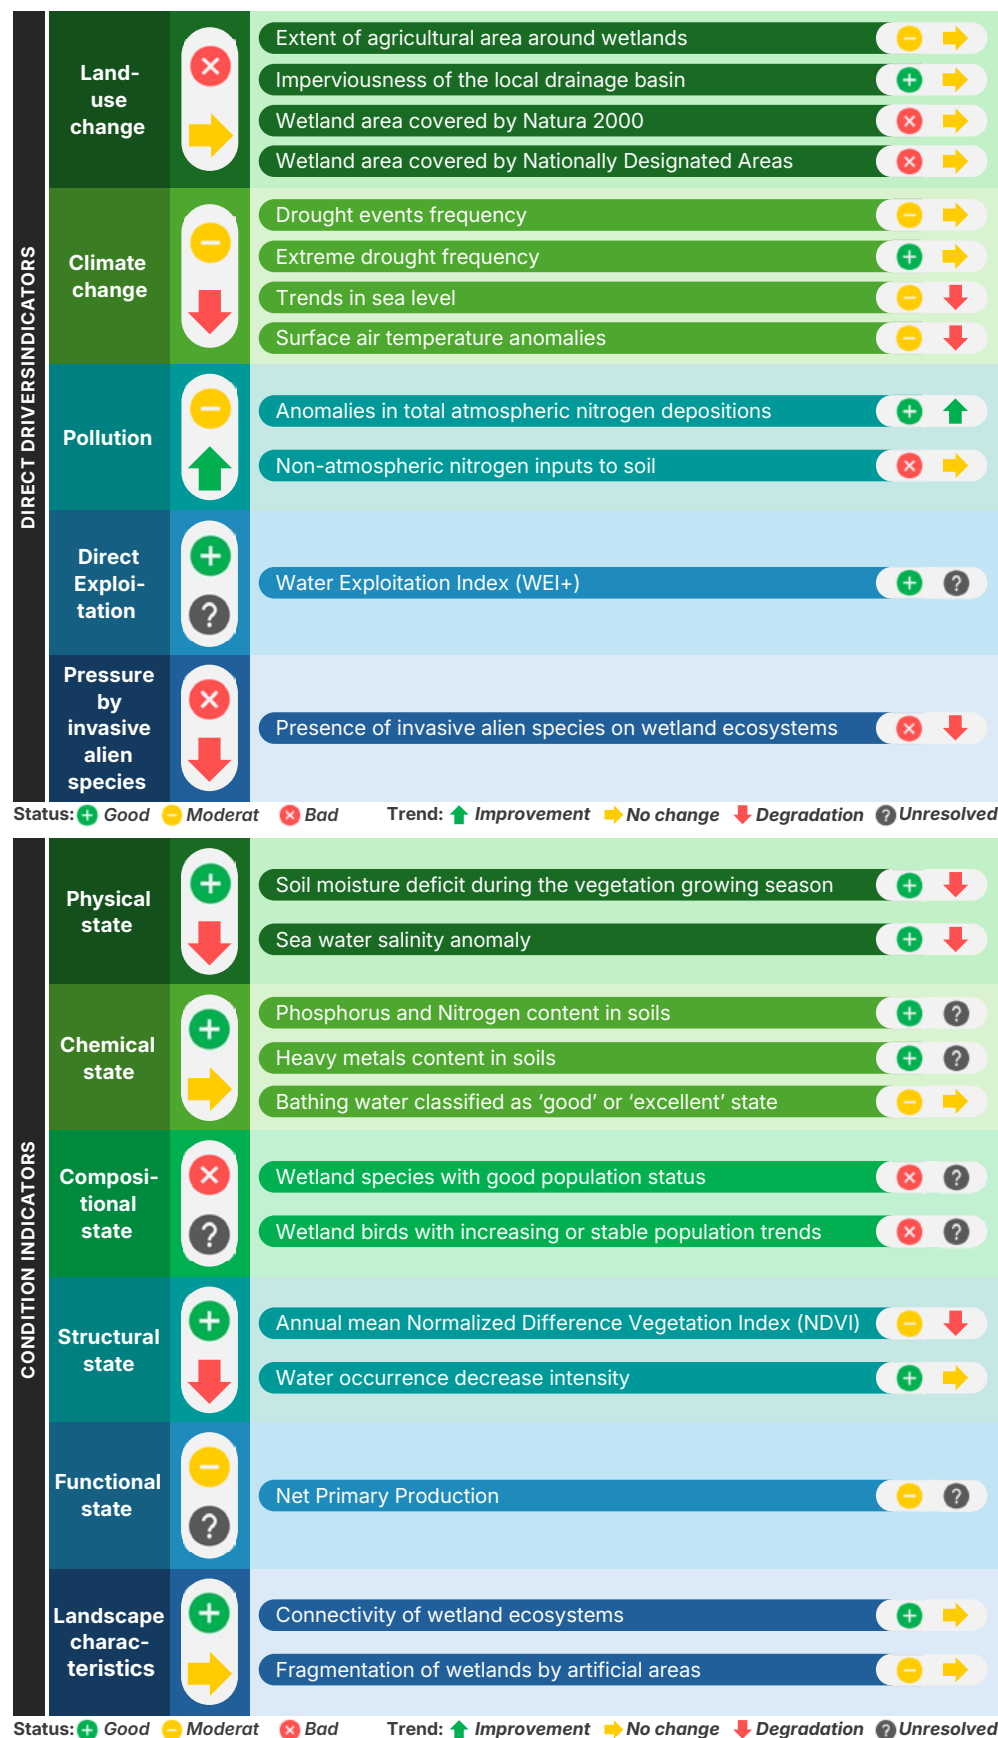 DIRECT DRIVERSINDICATORS
Land-
use
change
Extent of agricultural area around wetlands
Imperviousness of the local drainage basin
Wetland area covered by Natura 2000
Wetland area covered by Nationally Designated Areas
Climate
change
Drought events frequency
Extreme drought frequency
Trends in sea level
Surface air temperature anomalies
Pollution
Anomalies in total atmospheric nitrogen depositions
Non-atmospheric nitrogen inputs to soil
Direct
Exploi-
tation
Water Exploitation Index (WEI+)
Pressure
by
invasive
alien
species
Presence of invasive alien species on wetland ecosystems
Status: Good Moderat Bad Trend: Improvement No change Degradation Unresolved
CONDITION INDICATORS
Physical
state
Soil moisture deficit during the vegetation growing season
Sea water salinity anomaly
Chemical
state
Phosphorus and Nitrogen content in soils
Heavy metals content in soils
Bathing water classified as ‘good’ or ‘excellent’ state
Composi-
tional
state
Wetland species with good population status
Wetland birds with increasing or stable population trends
Structural
state
Annual mean Normalized Difference Vegetation Index (NDVI)
Water occurrence decrease intensity
Functional
state
Net Primary Production
Landscape
charac-
teristics
Connectivity of wetland ecosystems
Fragmentation of wetlands by artificial areas
Status: Good Moderat Bad Trend: Improvement No change Degradation Unresolved